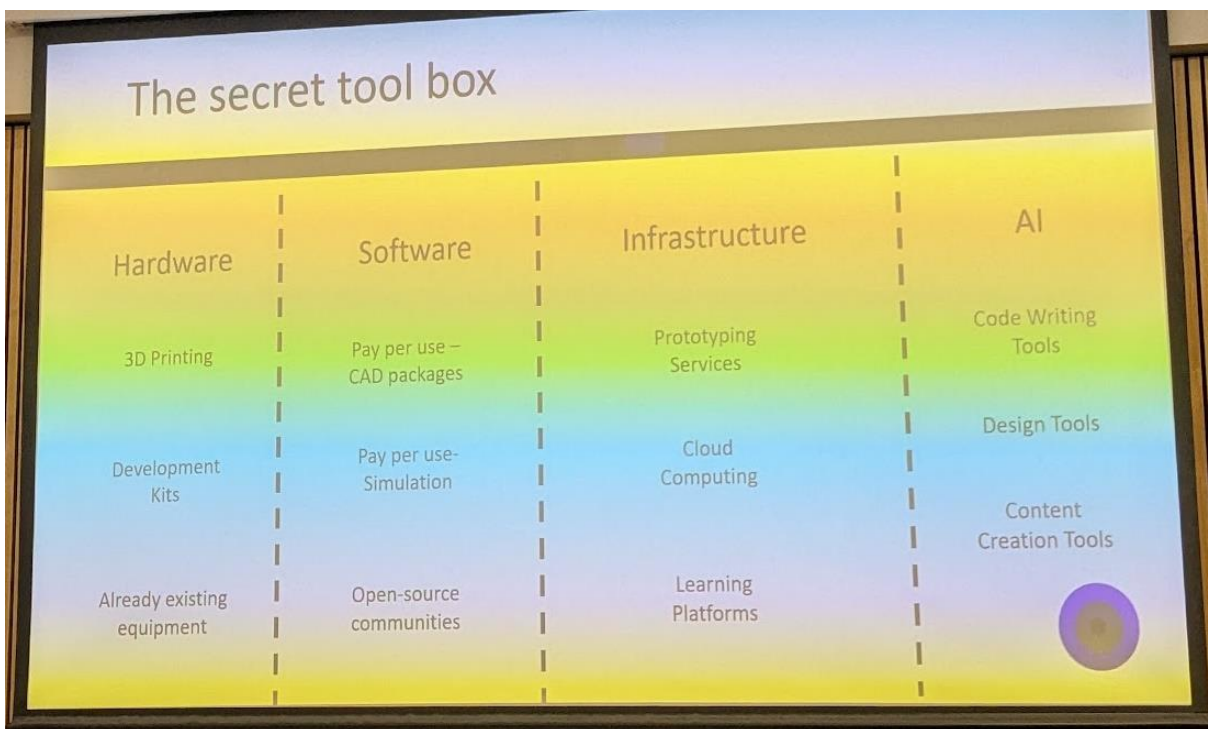 The secret tool box
Hardware
3D Printing
Development
Kits
Already existing
equipment
Software
Pay per use –
CAD packages
Pay per use-
Simulation
Open-source
communities
Infrastructure
Prototyping
Services
Cloud
Computing
Learning
Platforms
AI
Code Writing
Tools
Design Tools
Content
Creation Tools